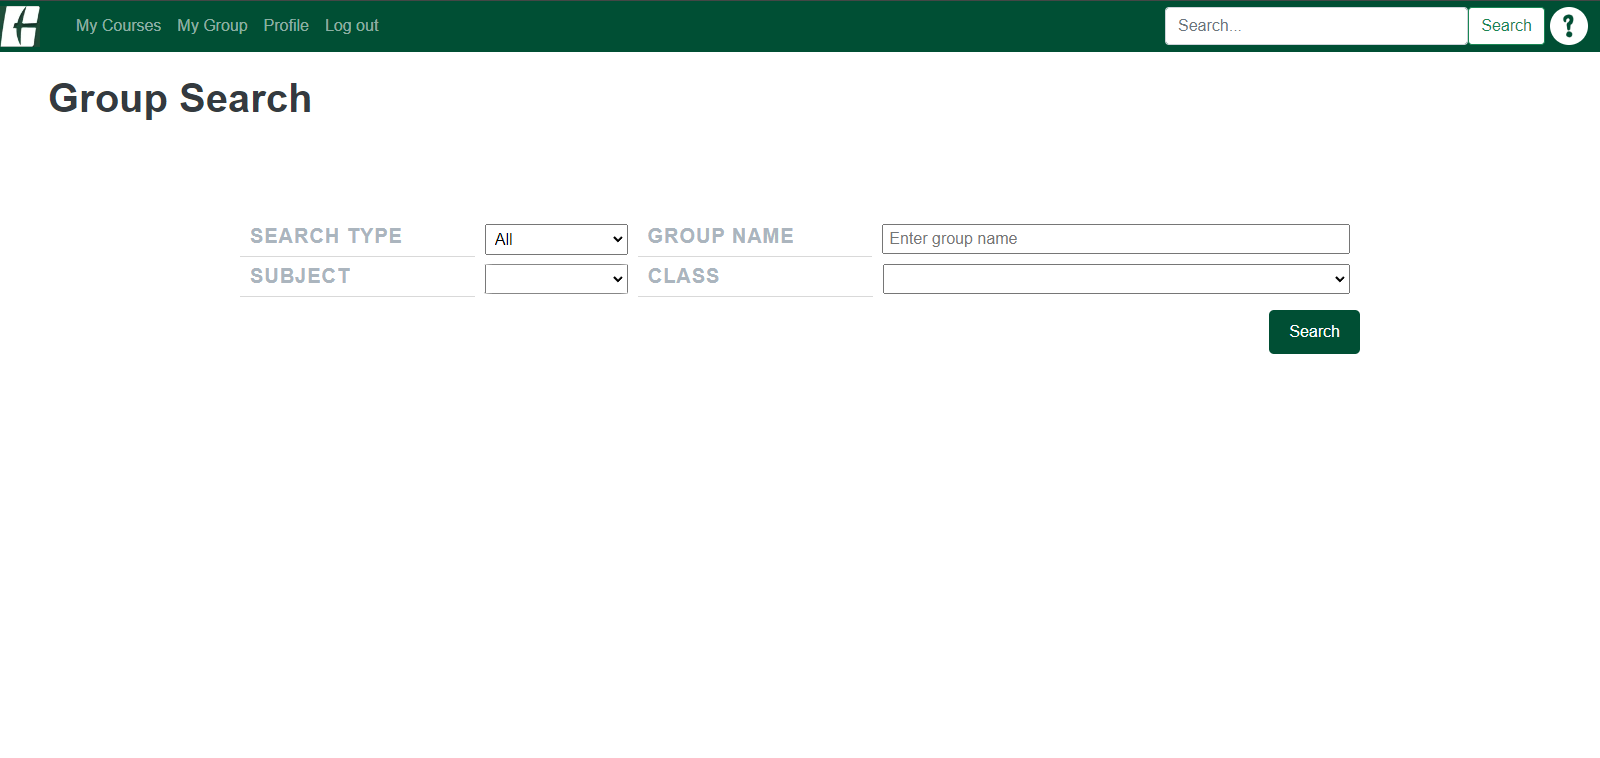 My Courses My Group Profile Log out Search... Search ?
Group Search
SEARCH TYPE All GROUP NAME Enter group name
SUBJECT CLASS
Search